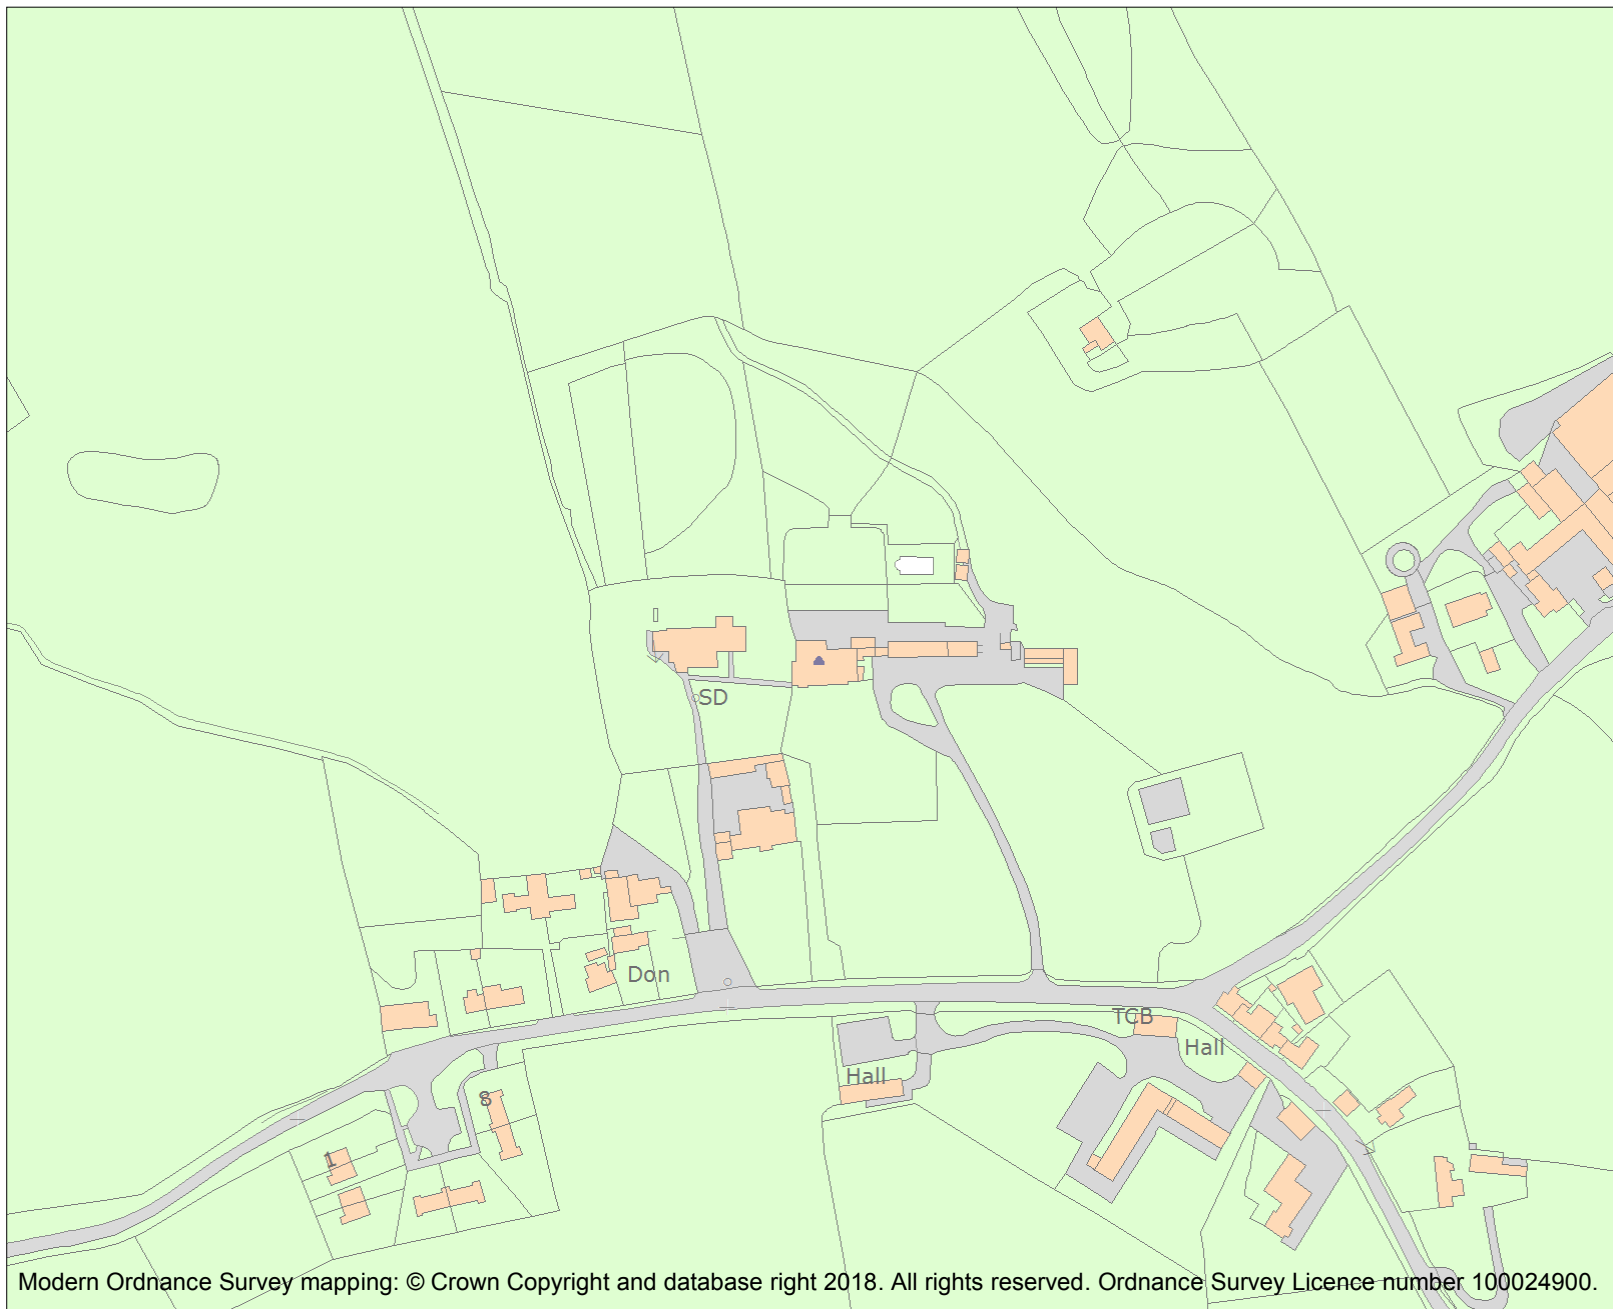 SD
Don
TCB
Hall
Hall
8
1
Modern Ordnance Survey mapping: © Crown Copyright and database right 2018. All rights reserved. Ordnance Survey Licence number 100024900.